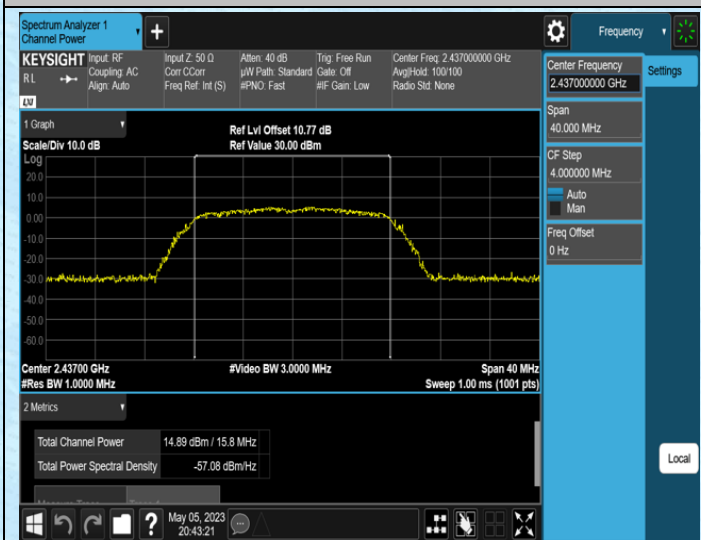 Spectrum Analyzer 1
Channel Power
Frequency
KEYSIGHT
RL
LXI
Input: RF
Coupling: AC
Align: Auto
Input Z: 50 Ω
Corr CCorr
Freq Ref: Int (S)
Atten: 40 dB
µW Path: Standard
#PNO: Fast
Trig: Free Run
Gate: Off
#IF Gain: Low
Center Freq: 2.437000000 GHz
Avg|Hold: 100/100
Radio Std: None
Center Frequency
2.437000000 GHz
Settings
Span
40.000 MHz
CF Step
4.000000 MHz
Auto
Man
Freq Offset
0 Hz
Local
1 Graph
Scale/Div 10.0 dB
Ref Lvl Offset 10.77 dB
Ref Value 30.00 dBm
Log
20.0
10.0
0.00
-10.0
-20.0
-30.0
-40.0
-50.0
-60.0
Center 2.43700 GHz
#Video BW 3.0000 MHz
Span 40 MHz
#Res BW 1.0000 MHz
Sweep 1.00 ms (1001 pts)
2 Metrics
Total Channel Power 14.89 dBm / 15.8 MHz
Total Power Spectral Density -57.08 dBm/Hz
?
May 05, 2023
20:43:21